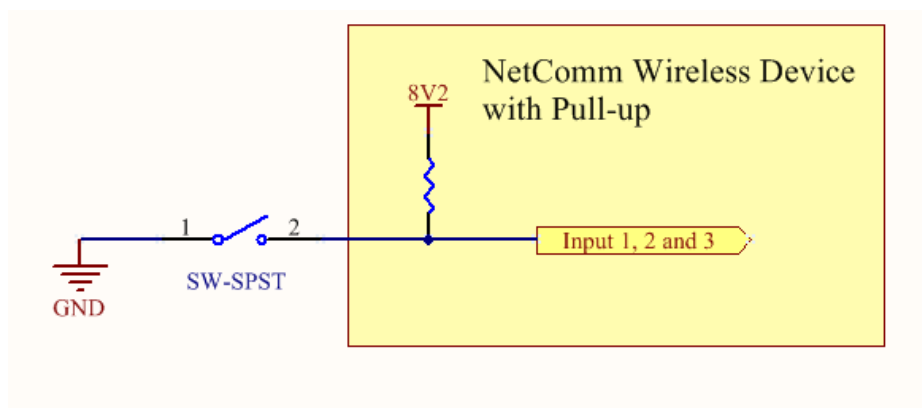 NetComm Wireless Device
with Pull-up
8V2
1
2
Input 1, 2 and 3
SW-SPST
GND